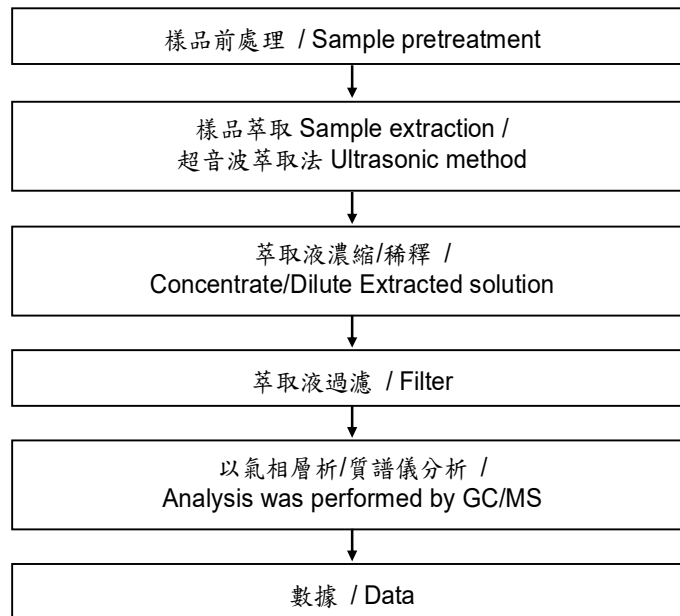 樣品前處理 / Sample pretreatment
樣品萃取 Sample extraction /
超音波萃取法 Ultrasonic method
萃取液濃縮/稀釋 /
Concentrate/Dilute Extracted solution
萃取液過濾 / Filter
以氣相層析/質譜儀分析 /
Analysis was performed by GC/MS
數據 / Data